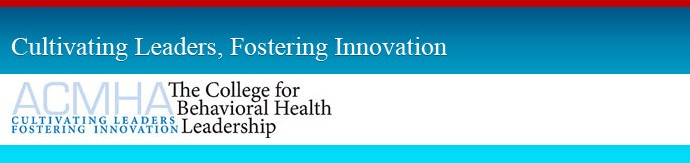 Cultivating Leaders, Fostering Innovation
ACMHA The College for
Behavioral Health
CULTIVATING LEADERS
FOSTERING INNOVATION Leadership